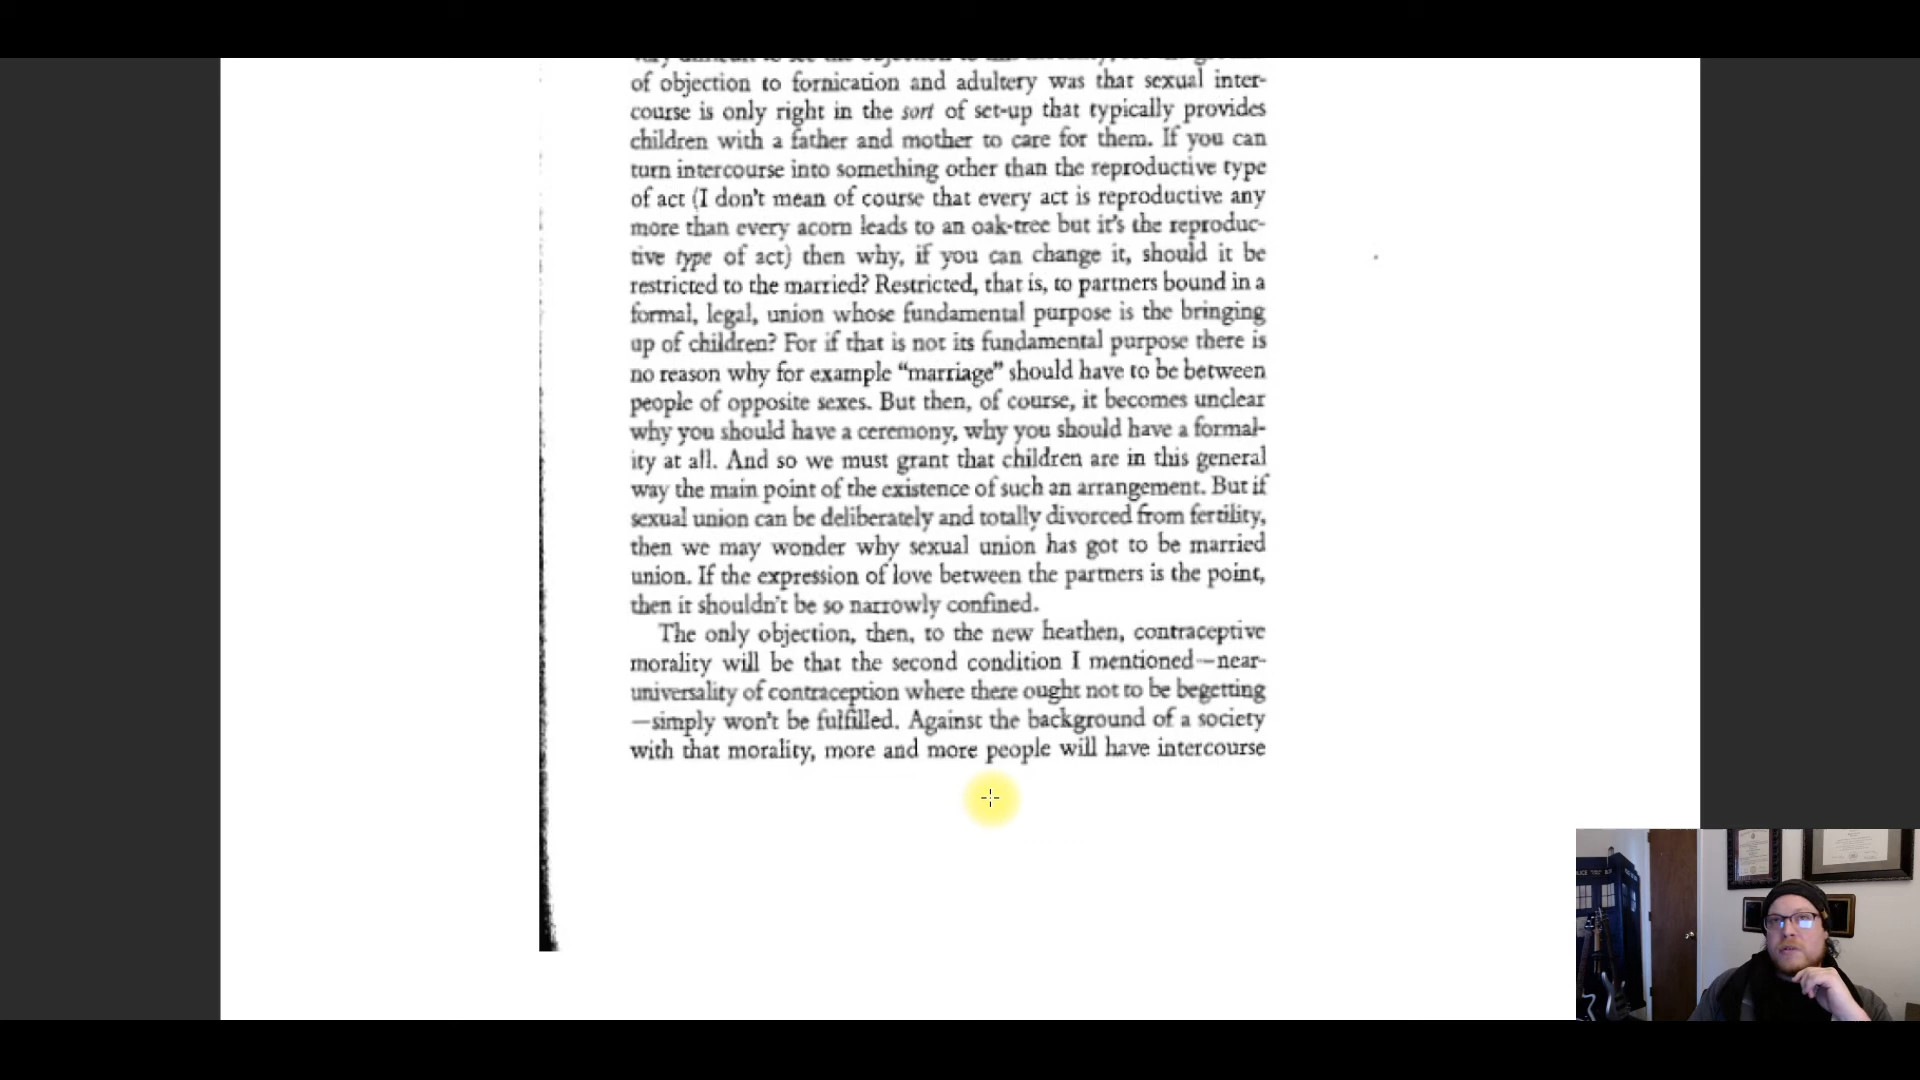 of objection to fornication and adultery was that sexual inter-
course is only right in the sort of set-up that typically provides
children with a father and mother to care for them. If you can
turn intercourse into something other than the reproductive type
of act (I don't mean of course that every act is reproductive any
more than every acorn leads to an oak-tree but it's the reproduc-
tive type of act) then why, if you can change it, should it be
restricted to the married? Restricted, that is, to partners bound in a
formal, legal, union whose fundamental purpose is the bringing
up of children? For if that is not its fundamental purpose there is
no reason why for example “marriage” should have to be between
people of opposite sexes. But then, of course, it becomes unclear
why you should have a ceremony, why you should have a formal-
ity at all. And so we must grant that children are in this general
way the main point of the existence of such an arrangement. But if
sexual union can be deliberately and totally divorced from fertility,
then we may wonder why sexual union has got to be married
union. If the expression of love between the partners is the point,
then it shouldn't be so narrowly confined.
The only objection, then, to the new heathen, contraceptive
morality will be that the second condition I mentioned—near-
universality of contraception where there ought not to be begetting
—simply won't be fulfilled. Against the background of a society
with that morality, more and more people will have intercourse